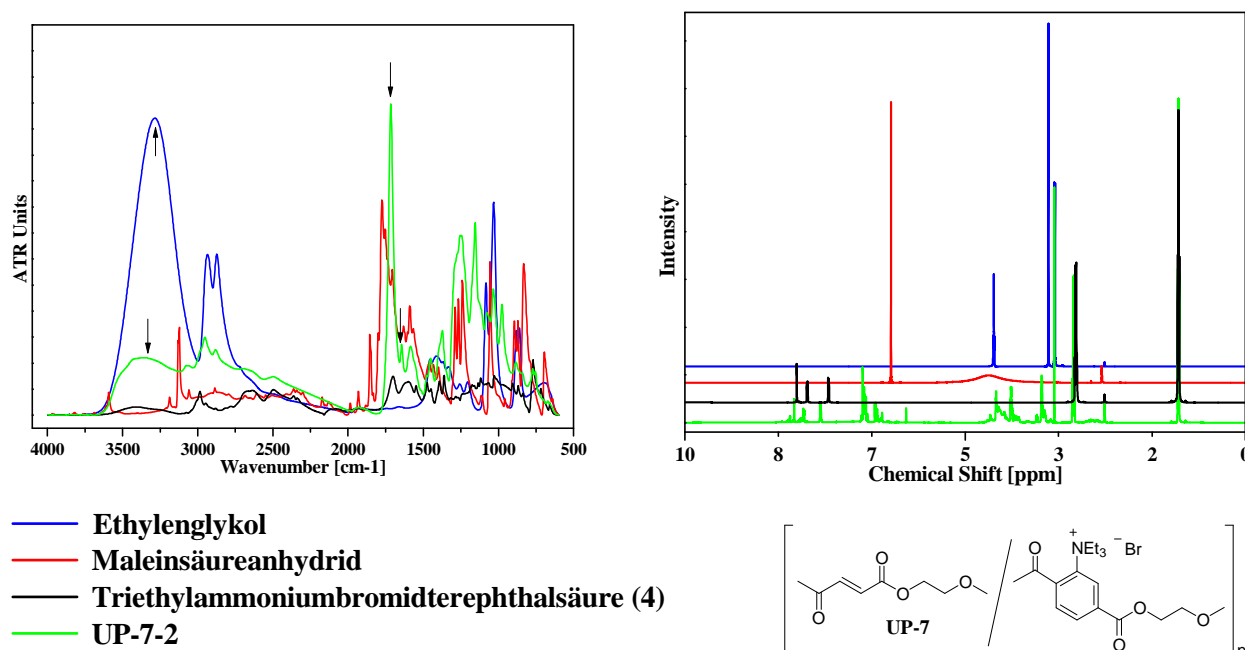 ATR Units
4000
3500
3000
2500
2000
1500
1000
500
Wavenumber [cm-1]
Intensity
10
8
7
5
3
2
0
Chemical Shift [ppm]
Ethylenglykol
Maleinsäureanhydrid
Triethylammoniumbromidterephthalsäure (4)
UP-7-2
+
NEt3
−Br
O
O
O
O
UP-7
O
O
O
O
n